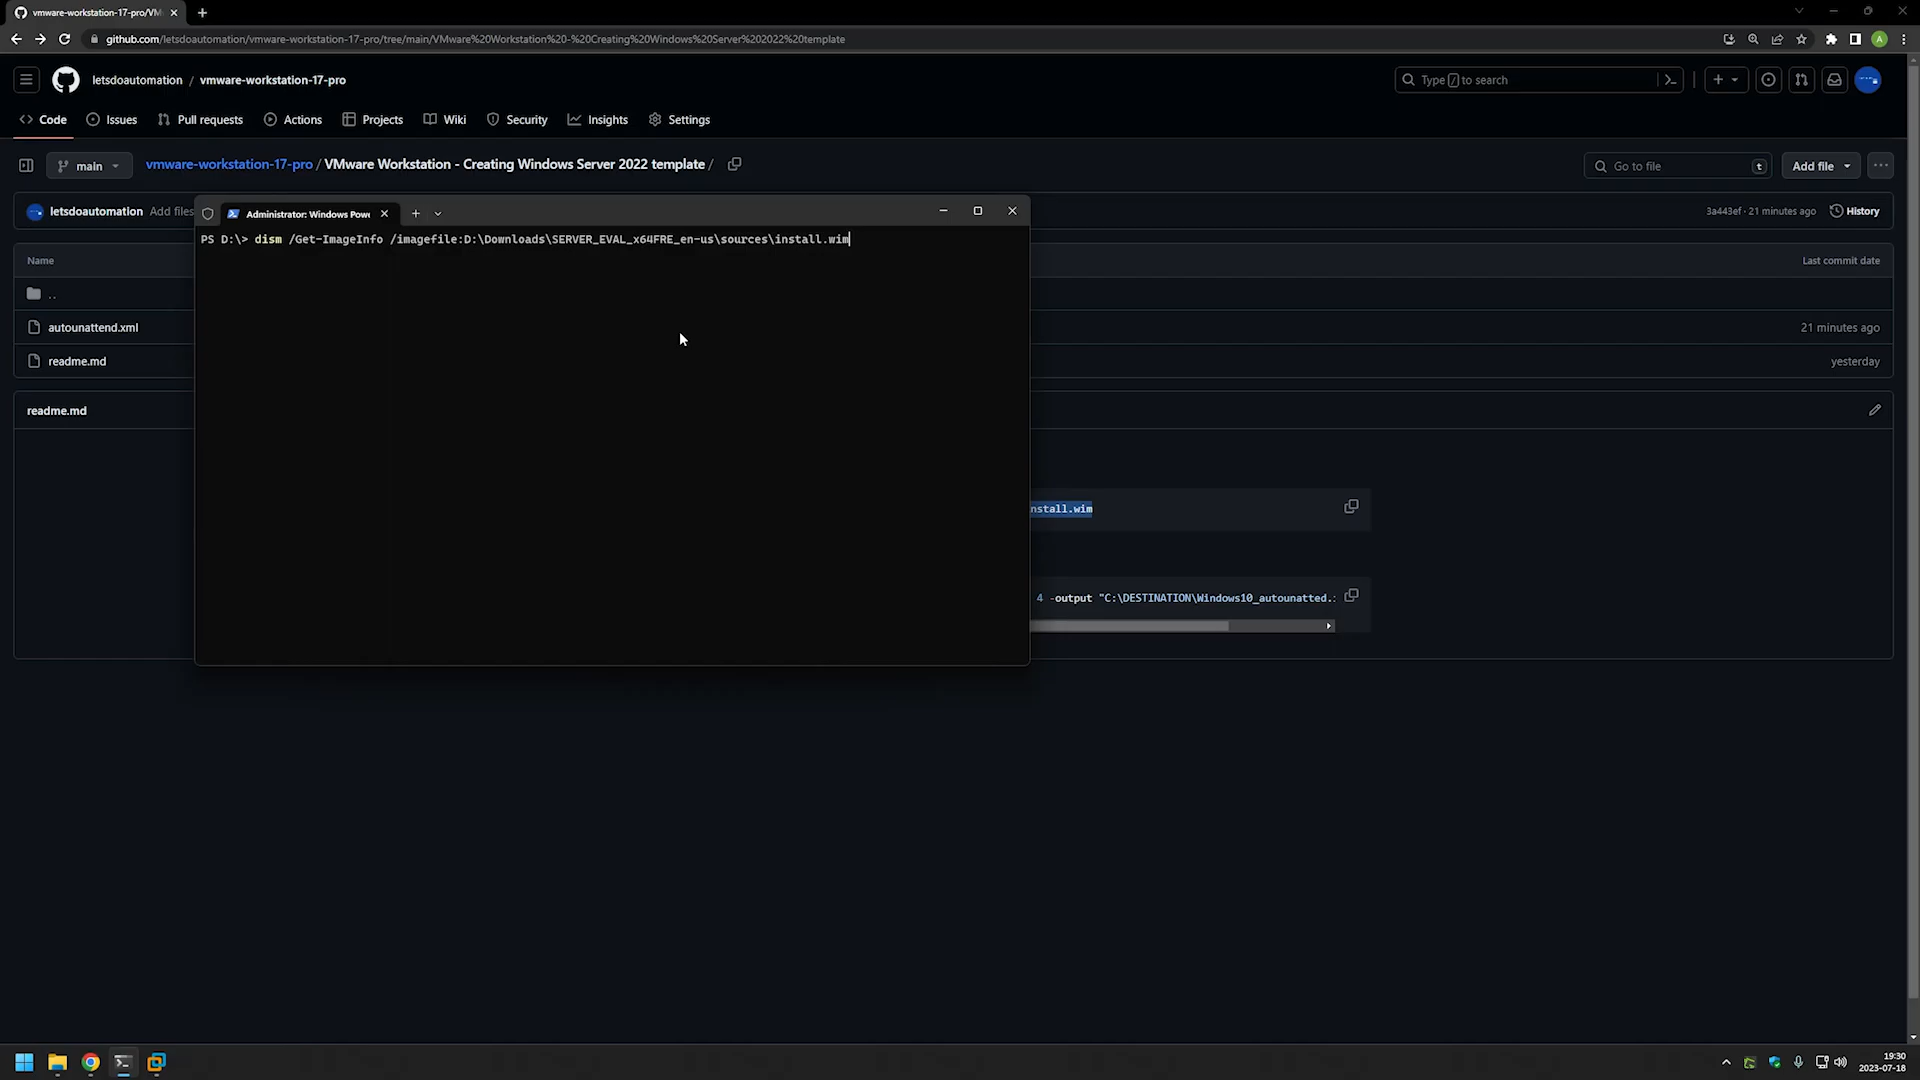 vmware-workstation-17-pro/VM
github.com/letsdoautomation/vmware-workstation-17-pro/tree/main/VMware%20Workstation%20-%20Creating%20Windows%20Server%202022%20template
A
letsdoautomation / vmware-workstation-17-pro
Type / to search
Code Issues Pull requests Actions Projects Wiki Security Insights Settings
main
vmware-workstation-17-pro / VMware Workstation - Creating Windows Server 2022 template /
Go to file t
Add file
letsdoautomation Add files
3a443ef · 21 minutes ago History
Administrator: Windows Powe
PS D:\> dism /Get-ImageInfo /imagefile:D:\Downloads\SERVER_EVAL_x64FRE_en-us\sources\install.wim
Name Last commit date
..
autounattend.xml 21 minutes ago
readme.md yesterday
readme.md
nstall.wim
4 -output "C:\DESTINATION\Windows10_autounatted.:
19:30
2023-07-18